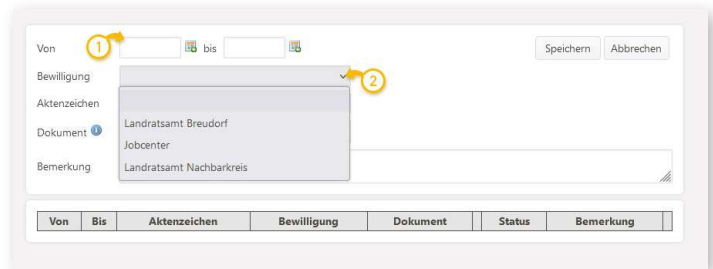 Von 1 bis Speichern Abbrechen
Bewilligung 2
Aktenzeichen
Landratsamt Breudorf
Dokument
Jobcenter
Bemerkung Landratsamt Nachbarkreis
Von Bis Aktenzeichen Bewilligung Dokument Status Bemerkung